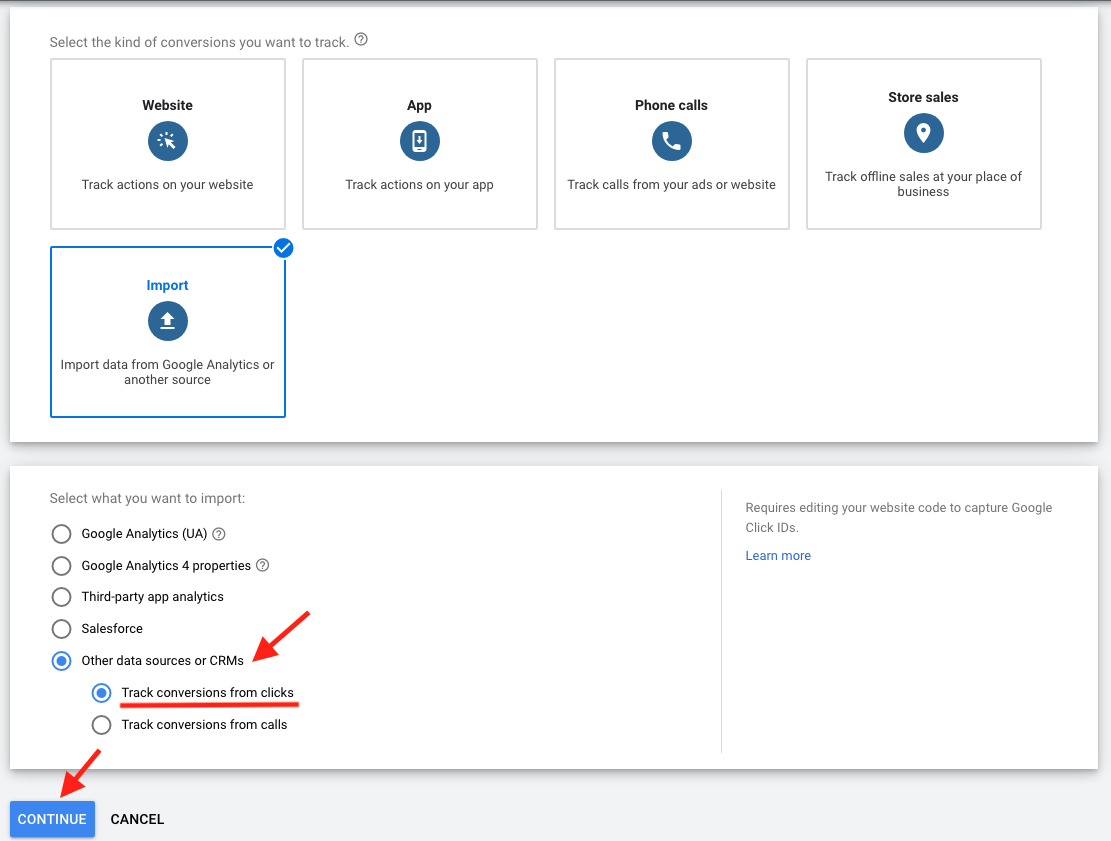 Select the kind of conversions you want to track.
Website
Track actions on your website
App
Track actions on your app
Phone calls
Track calls from your ads or website
Store sales
Track offline sales at your place of
business
Import
Import data from Google Analytics or
another source
Select what you want to import:
Google Analytics (UA)
Google Analytics 4 properties
Third-party app analytics
Salesforce
Other data sources or CRMs
Track conversions from clicks
Track conversions from calls
Requires editing your website code to capture Google
Click IDs.
Learn more
CONTINUE
CANCEL